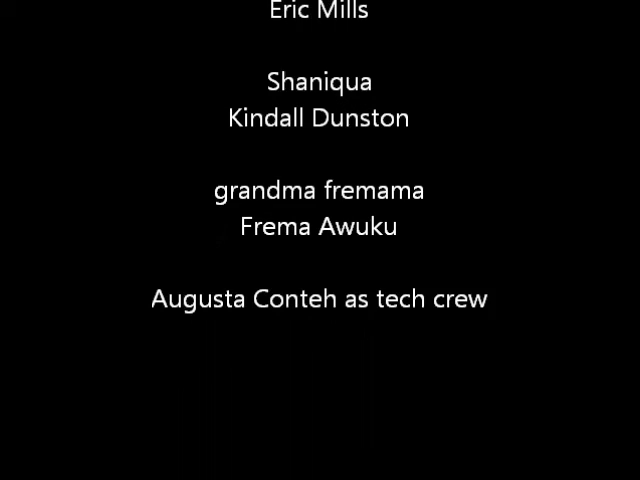 Eric Mills
Shaniqua
Kindall Dunston
grandma fremama
Frema Awuku
Augusta Conteh as tech crew